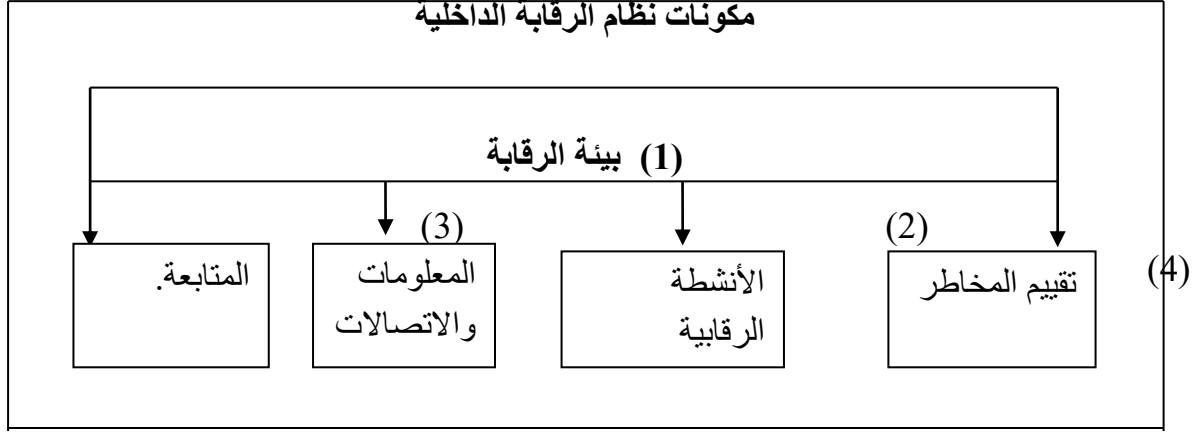 مكونات نظام الرقابة الداخلية
(1) بيئة الرقابة
(2)
(3)
(4)
تقييم المخاطر
الأنشطة
الرقابية
المعلومات
والاتصالات
المتابعة.